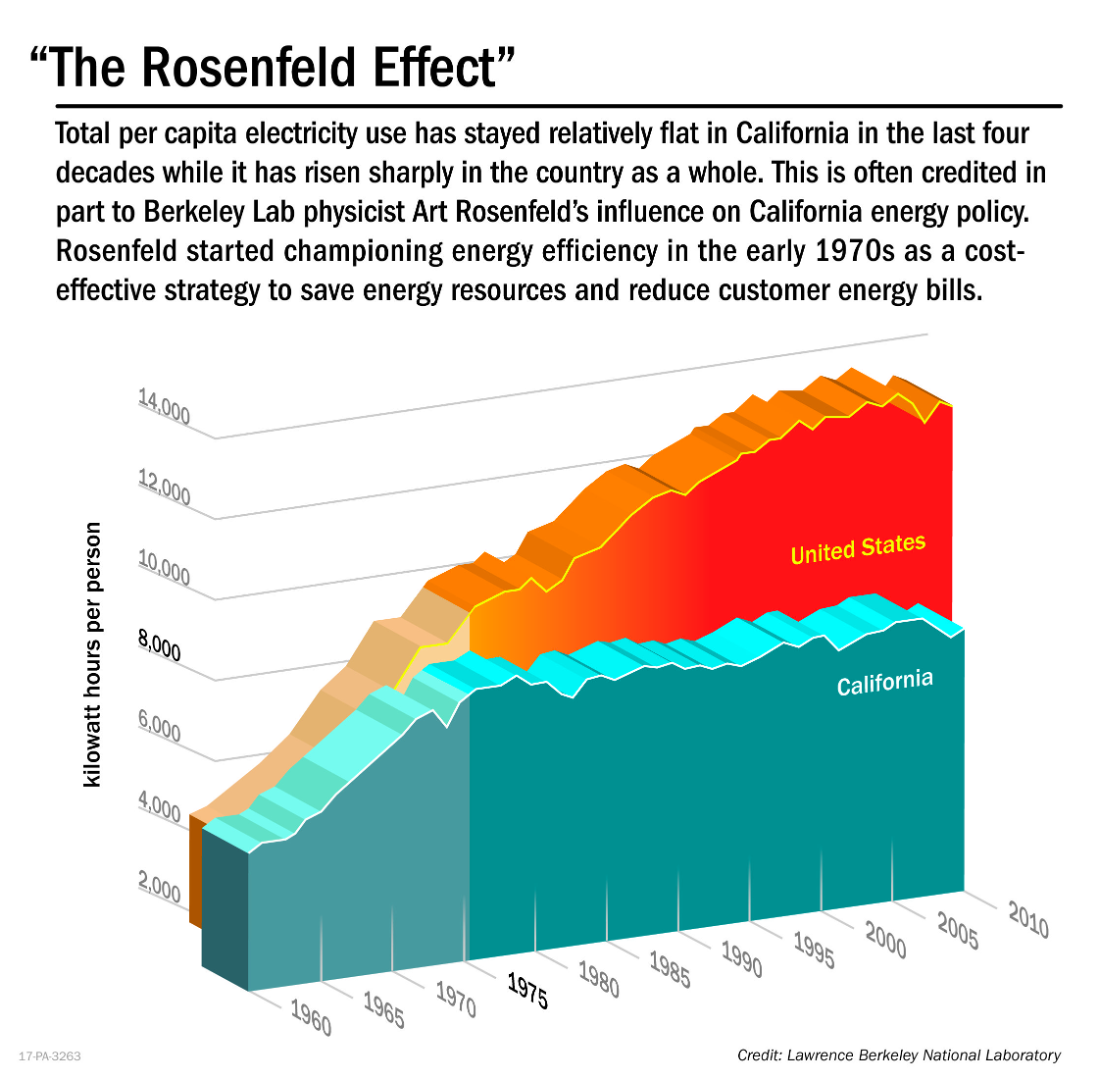 “The Rosenfeld Effect”
Total per capita electricity use has stayed relatively flat in California in the last four
decades while it has risen sharply in the country as a whole. This is often credited in
part to Berkeley Lab physicist Art Rosenfeld’s influence on California energy policy.
Rosenfeld started championing energy efficiency in the early 1970s as a cost-
effective strategy to save energy resources and reduce customer energy bills.
14,000
12,000
10,000
8,000
6,000
4,000
2,000
kilowatt hours per person
United States
California
1960
1965
1970
1975
1980
1985
1990
1995
2000
2005
2010
17-PA-3263
Credit: Lawrence Berkeley National Laboratory